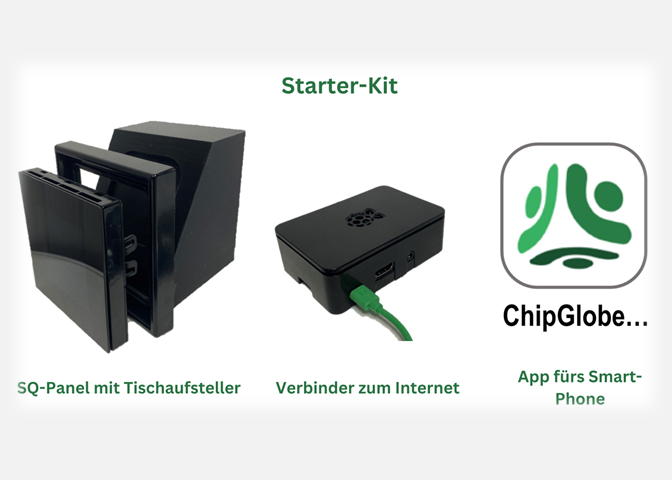 Starter-Kit
ChipGlobe...
SQ-Panel mit Tischaufsteller
Verbinder zum Internet
App fürs Smart-
Phone